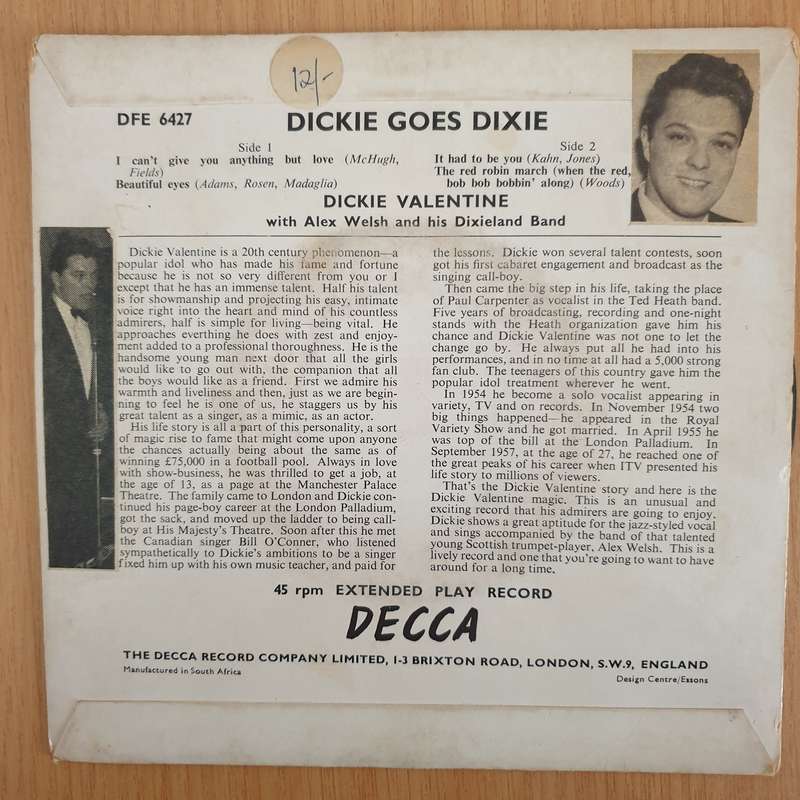 12/-
DFE 6427
DICKIE GOES DIXIE
Side 1
I can't give you anything but love (McHugh,
Fields)
Beautiful eyes (Adams, Rosen, Madaglia)
Side 2
It had to be you (Kahn, Jones)
The red robin march (when the red,
bob bob bobbin' along) (Woods)
DICKIE VALENTINE
with Alex Welsh and his Dixieland Band
Dickie Valentine is a 20th century phenomenon—a
popular idol who has made his fame and fortune
because he is not so very different from you or I
except that he has an immense talent. Half his talent
is for showmanship and projecting his easy, intimate
voice right into the heart and mind of his countless
admirers, half is simple for living—being vital. He
approaches everthing he does with zest and enjoy-
ment added to a professional thoroughness. He is the
handsome young man next door that all the girls
would like to go out with, the companion that all
the boys would like as a friend. First we admire his
warmth and liveliness and then, just as we are begin-
ning to feel he is one of us, he staggers us by his
great talent as a singer, as a mimic, as an actor.
His life story is all a part of this personality, a sort
of magic rise to fame that might come upon anyone
the chances actually being about the same as of
winning £75,000 in a football pool. Always in love
with show-business, he was thrilled to get a job, at
the age of 13, as a page at the Manchester Palace
Theatre. The family came to London and Dickie con-
tinued his page-boy career at the London Palladium,
got the sack, and moved up the ladder to being call-
boy at His Majesty's Theatre. Soon after this he met
the Canadian singer Bill O'Conner, who listened
sympathetically to Dickie's ambitions to be a singer
fixed him up with his own music teacher, and paid for
the lessons. Dickie won several talent contests, soon
got his first cabaret engagement and broadcast as the
singing call-boy.
Then came the big step in his life, taking the place
of Paul Carpenter as vocalist in the Ted Heath band.
Five years of broadcasting, recording and one-night
stands with the Heath organization gave him his
chance and Dickie Valentine was not one to let the
change go by. He always put all he had into his
performances, and in no time at all had a 5,000 strong
fan club. The teenagers of this country gave him the
popular idol treatment wherever he went.
In 1954 he become a solo vocalist appearing in
variety, TV and on records. In November 1954 two
big things happened—he appeared in the Royal
Variety Show and he got married. In April 1955 he
was top of the bill at the London Palladium. In
September 1957, at the age of 27, he reached one of
the great peaks of his career when ITV presented his
life story to millions of viewers.
That's the Dickie Valentine story and here is the
Dickie Valentine magic. This is an unusual and
exciting record that his admirers are going to enjoy.
Dickie shows a great aptitude for the jazz-styled vocal
and sings accompanied by the band of that talented
young Scottish trumpet-player, Alex Welsh. This is a
lively record and one that you're going to want to have
around for a long time.
45 rpm EXTENDED PLAY RECORD
DECCA
THE DECCA RECORD COMPANY LIMITED, 1-3 BRIXTON ROAD, LONDON, S.W.9, ENGLAND
Manufactured in South Africa
Design Centre/Essons